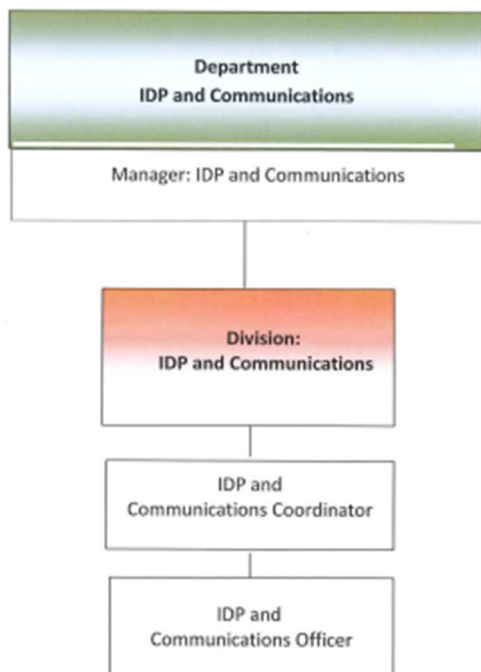 Department
IDP and Communications
Manager: IDP and Communications
Division:
IDP and Communications
IDP and
Communications Coordinator
IDP and
Communications Officer